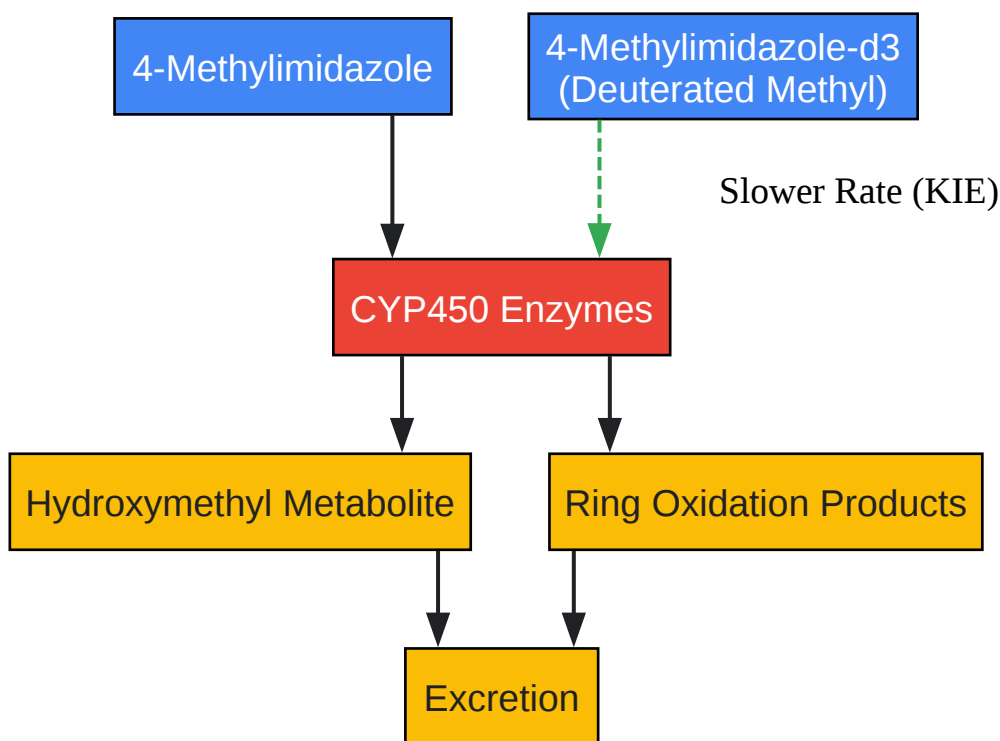 4-Methylimidazole
4-Methylimidazole-d3
(Deuterated Methyl)
Slower Rate (KIE)
CYP450 Enzymes
Hydroxymethyl Metabolite
Ring Oxidation Products
Excretion